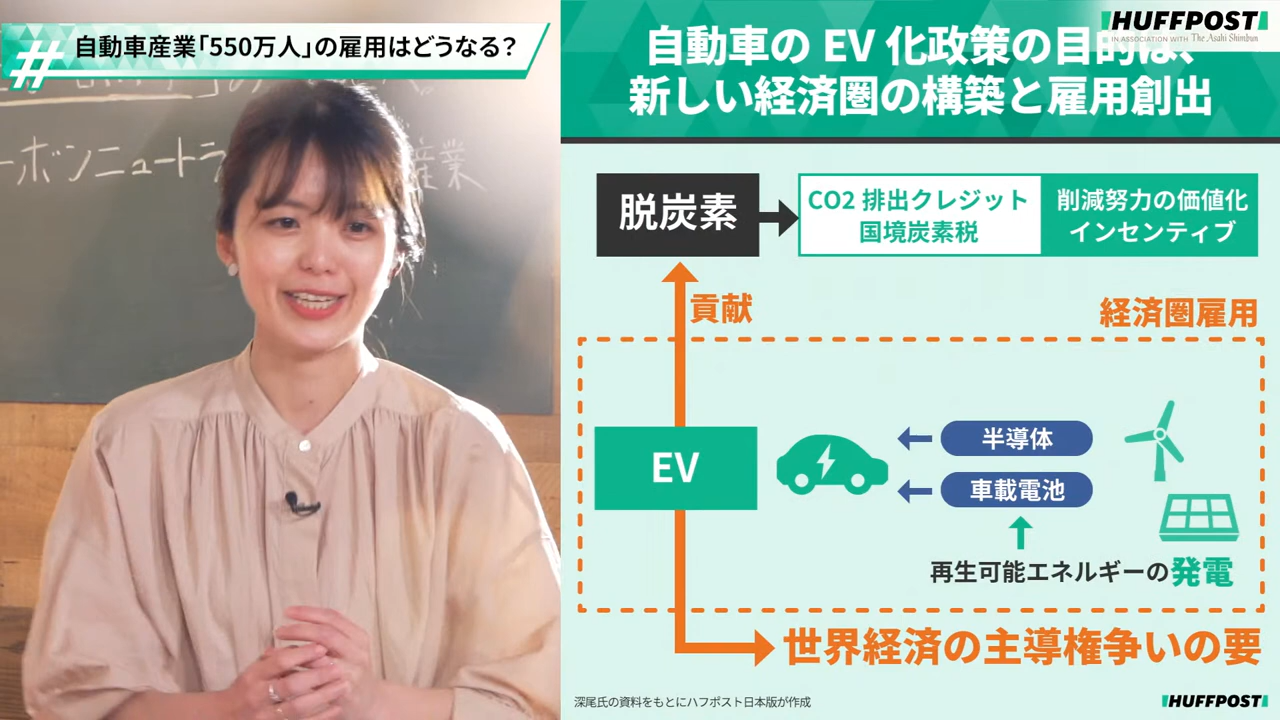 # 自動車産業「550万人」の雇用はどうなる?
ーボンニュートラ
産業
HUFFPOST
IN ASSOCIATION WITH The Asahi Shimbun
自動車の EV 化政策の目的は、
新しい経済圏の構築と雇用創出
脱炭素
CO2 排出クレジット
国境炭素税
削減努力の価値化
インセンティブ
貢献
経済圏雇用
EV
半導体
車載電池
再生可能エネルギーの発電
世界経済の主導権争いの要
深尾氏の資料をもとにハフポスト日本版が作成
HUFFPOST